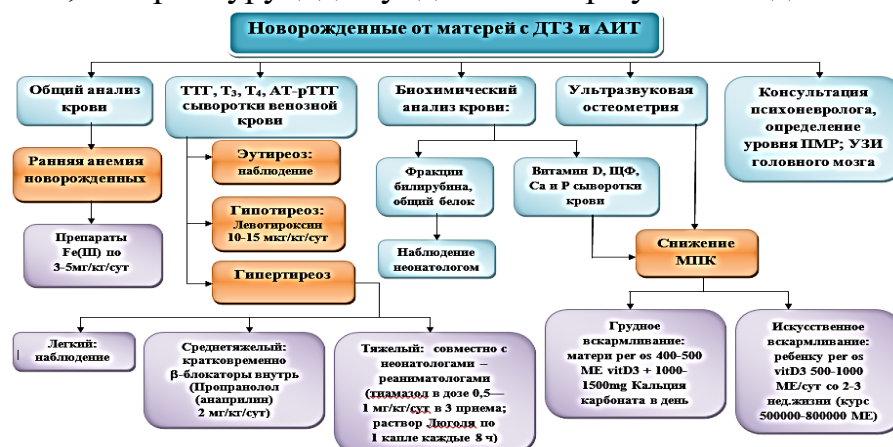 Новорожденные от матерей с ДТЗ и АИТ
Общий анализ
крови
ТТГ, Т3, Т4, АТ-рТТГ
сыворотки венозной
крови
Биохимический
анализ крови:
Ультразвуковая
остеометрия
Консультация
психоневролога,
определение
уровня ПМР; УЗИ
головного мозга
Ранняя анемия
новорожденных
Препараты
Fe(III) по
3-5мг/кг/сут
Эутиреоз:
наблюдение
Гипотиреоз:
Левотироксин
10-15 мкг/кг/сут
Гипертиреоз
Фракции
билирубина,
общий белок
Наблюдение
неонатологом
Витамин D, ЩФ,
Ca и P сыворотки
крови
Снижение
МПК
Легкий:
наблюдение
Среднетяжелый:
кратковременно
β-блокаторы внутрь
(Пропранолол
(анаприлин)
2 мг/кг/сут)
Тяжелый: совместно с
неонатологами –
реаниматологами
(тиамазол в дозе 0,5—
1 мг/кг/сут в 3 приема;
раствор Люголя по
1 капле каждые 8 ч)
Грудное
вскармливание:
матери per os 400-500
МЕ vitD3 + 1000-
1500mg Кальция
карбоната в день
Искусственное
вскармливание:
ребенку per os
vitD3 500-1000
МЕ/сут со 2-3
нед.жизни (курс
500000-800000 МЕ)